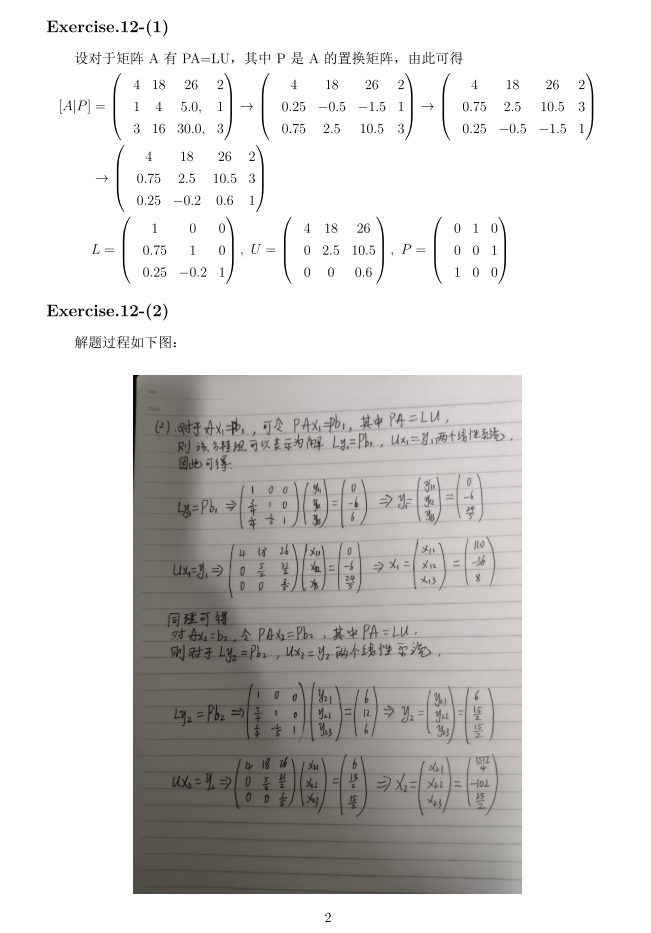 Exercise.12-(1)
设对于矩阵 A 有 PA=LU，其中 P 是 A 的置换矩阵，由此可得
[A|P] = ( 4 18 26 2 ; 1 4 5.0, 1 ; 3 16 30.0, 3 ) → ( 4 18 26 2 ; 0.25 −0.5 −1.5 1 ; 0.75 2.5 10.5 3 ) → ( 4 18 26 2 ; 0.75 2.5 10.5 3 ; 0.25 −0.5 −1.5 1 )
→ ( 4 18 26 2 ; 0.75 2.5 10.5 3 ; 0.25 −0.2 0.6 1 )
L = ( 1 0 0 ; 0.75 1 0 ; 0.25 −0.2 1 ), U = ( 4 18 26 ; 0 2.5 10.5 ; 0 0 0.6 ), P = ( 0 1 0 ; 0 0 1 ; 1 0 0 )
Exercise.12-(2)
解题过程如下图：
(2). 对于Ax₁=b₁, 可令 PAx₁=Pb₁, 其中 PA=LU,
则该方程组可以表示为解 Ly₁=Pb₁, Ux₁=y₁ 两个线性系统,
因此可得
Ly₁=Pb₁ ⇒ ( 1 0 0 ; 3/4 1 0 ; 1/4 -1/5 1 ) ( y₁₁ ; y₁₂ ; y₁₃ ) = ( 0 ; -6 ; 6 ) ⇒ y₁ = ( y₁₁ ; y₁₂ ; y₁₃ ) = ( 0 ; -6 ; 24/5 )
Ux₁=y₁ ⇒ ( 4 18 26 ; 0 5/2 21/2 ; 0 0 3/5 ) ( x₁₁ ; x₁₂ ; x₁₃ ) = ( 0 ; -6 ; 24/5 ) ⇒ x₁ = ( x₁₁ ; x₁₂ ; x₁₃ ) = ( 110 ; -36 ; 8 )
同理可得
对 Ax₂=b₂, 令 PAx₂=Pb₂, 其中 PA=LU,
则对于 Ly₂=Pb₂, Ux₂=y₂ 两个线性系统,
Ly₂=Pb₂ ⇒ ( 1 0 0 ; 3/4 1 0 ; 1/4 -1/5 1 ) ( y₂₁ ; y₂₂ ; y₂₃ ) = ( 6 ; 12 ; 6 ) ⇒ y₂ = ( y₂₁ ; y₂₂ ; y₂₃ ) = ( 6 ; 15/2 ; 15/2 )
Ux₂=y₂ ⇒ ( 4 18 26 ; 0 5/2 21/2 ; 0 0 3/5 ) ( x₂₁ ; x₂₂ ; x₂₃ ) = ( 6 ; 15/2 ; 15/2 ) ⇒ x₂ = ( x₂₁ ; x₂₂ ; x₂₃ ) = ( -102 ; 25/2 )
2